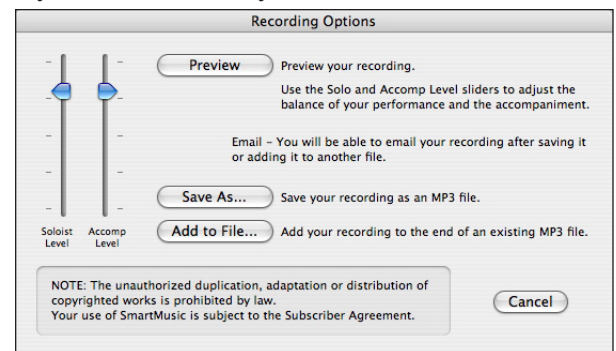 Recording Options
Preview
Preview your recording.
Use the Solo and Accomp Level sliders to adjust the
balance of your performance and the accompaniment.
Email – You will be able to email your recording after saving it
or adding it to another file.
Save As...
Save your recording as an MP3 file.
Soloist
Level
Accomp
Level
Add to File...
Add your recording to the end of an existing MP3 file.
NOTE: The unauthorized duplication, adaptation or distribution of
copyrighted works is prohibited by law.
Your use of SmartMusic is subject to the Subscriber Agreement.
Cancel